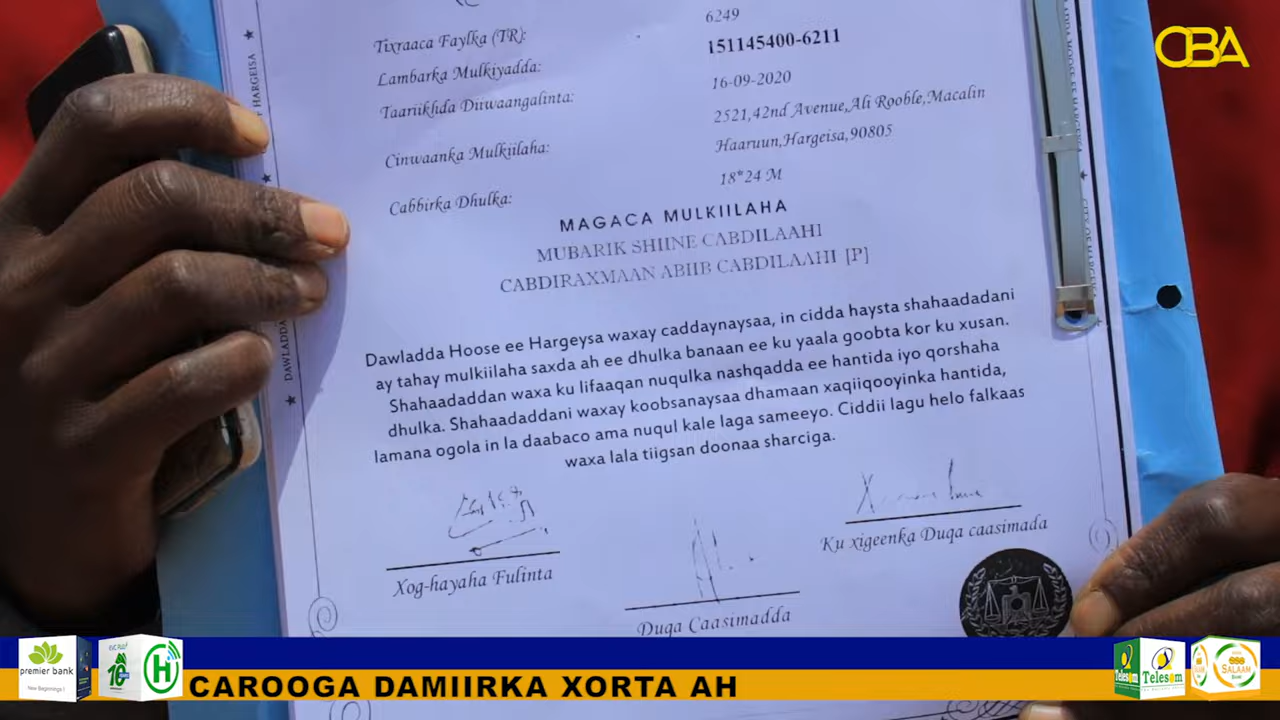 6249
Tixraaca Faylka (TR):
151145400-6211
Lambarka Mulkiyadda:
16-09-2020
Taariikhda Diiwaangalinta:
2521,42nd Avenue,Ali Rooble,Macalin
Haaruun,Hargeisa,90805
Cinwaanka Mulkiilaha:
18*24 M
Cabbirka Dhulka:
MAGACA MULKIILAHA
MUBARIK SHIINE CABDILAAHI
CABDIRAXMAAN ABIIB CABDILAAHI [P]
Dawladda Hoose ee Hargeysa waxay caddaynaysaa, in cidda haysta shahaadadani
ay tahay mulkiilaha saxda ah ee dhulka banaan ee ku yaala goobta kor ku xusan.
Shahaadaddan waxa ku lifaaqan nuqulka nashqadda ee hantida iyo qorshaha
dhulka. Shahaadaddani waxay koobsanaysaa dhamaan xaqiiqooyinka hantida,
lamana ogola in la daabaco ama nuqul kale laga sameeyo. Ciddii lagu helo falkaas
waxa lala tiigsan doonaa sharciga.
Xog-hayaha Fulinta
Duqa Caasimadda
Ku xigeenka Duqa caasimada
HARGEISA
DAWLADDA
CBA
premier bank
New Beginnings !
10
H
CAROOGA DAMIIRKA XORTA AH
Telesom
Telesom
SALAAM